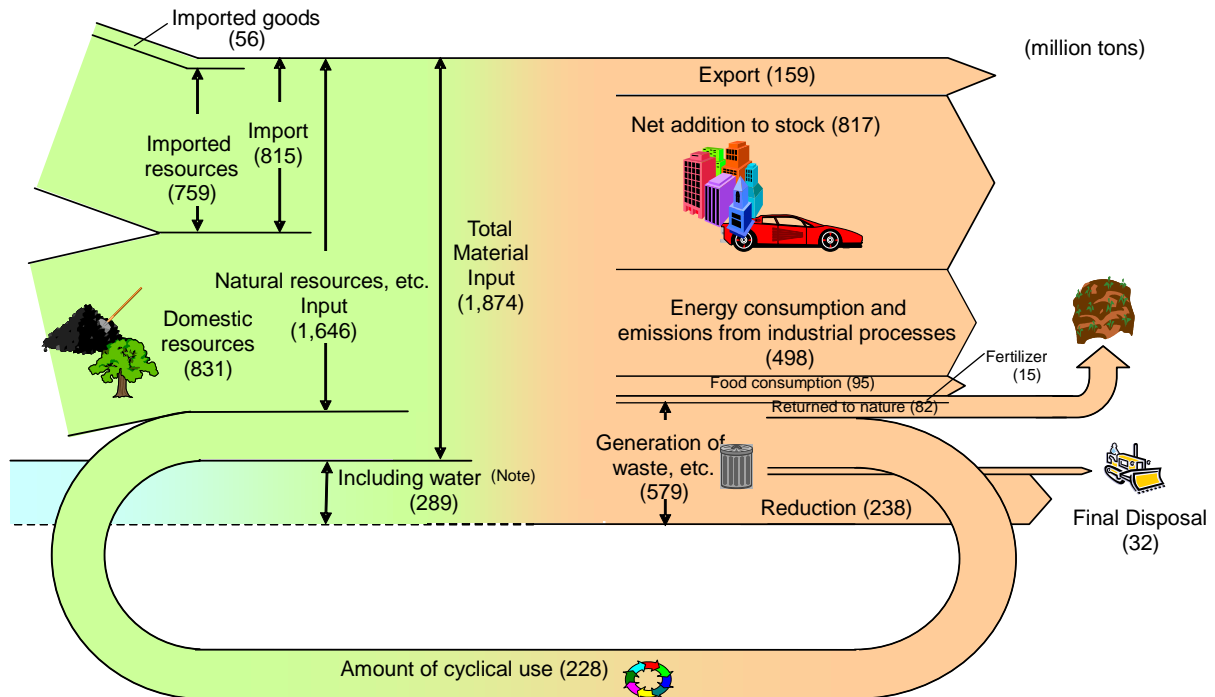 Imported goods
(56)
(million tons)
Export (159)
Net addition to stock (817)
Imported
resources
(759)
Import
(815)
Total
Material
Input
(1,874)
Natural resources, etc.
Input
(1,646)
Domestic
resources
(831)
Energy consumption and
emissions from industrial processes
(498)
Fertilizer
(15)
Food consumption (95)
Returned to nature (82)
Generation of
waste, etc.
(579)
Including water (Note)
(289)
Reduction (238)
Final Disposal
(32)
Amount of cyclical use (228)